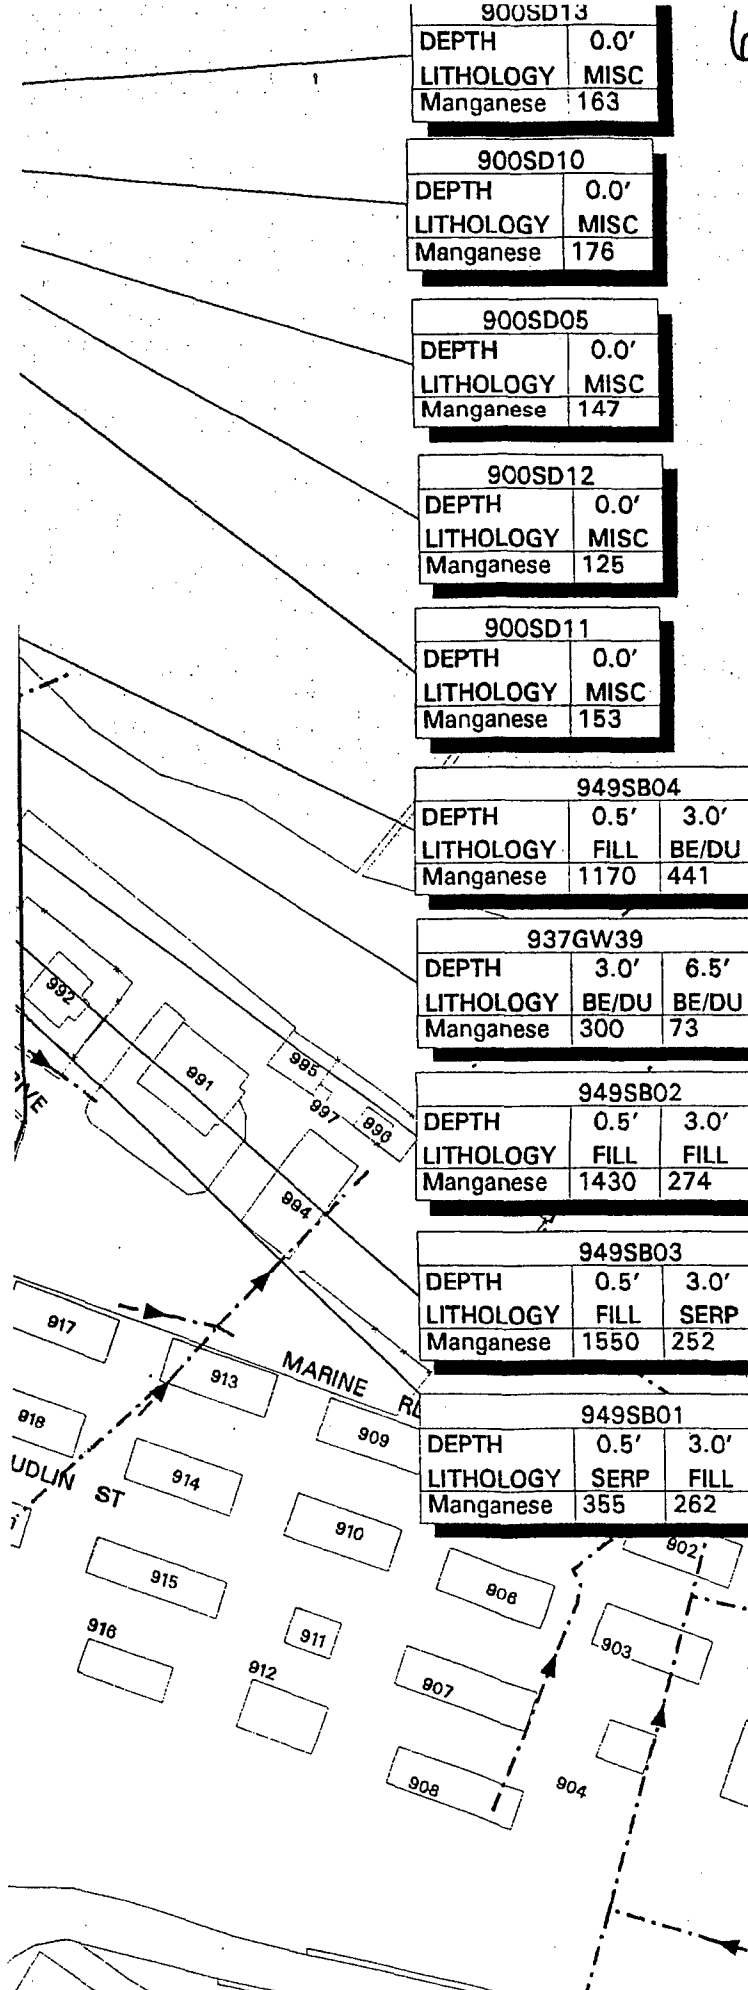 900SD13
DEPTH 0.0'
LITHOLOGY MISC
Manganese 163
900SD10
DEPTH 0.0'
LITHOLOGY MISC
Manganese 176
900SD05
DEPTH 0.0'
LITHOLOGY MISC
Manganese 147
900SD12
DEPTH 0.0'
LITHOLOGY MISC
Manganese 125
900SD11
DEPTH 0.0'
LITHOLOGY MISC
Manganese 153
949SB04
DEPTH 0.5' 3.0'
LITHOLOGY FILL BE/DU
Manganese 1170 441
937GW39
DEPTH 3.0' 6.5'
LITHOLOGY BE/DU BE/DU
Manganese 300 73
949SB02
DEPTH 0.5' 3.0'
LITHOLOGY FILL FILL
Manganese 1430 274
949SB03
DEPTH 0.5' 3.0'
LITHOLOGY FILL SERP
Manganese 1550 252
949SB01
DEPTH 0.5' 3.0'
LITHOLOGY SERP FILL
Manganese 355 262
992
991
995
997
996
994
917
913
MARINE
909
918
914
UDLIN ST
910
902
915
906
916
911
903
912
907
908
904